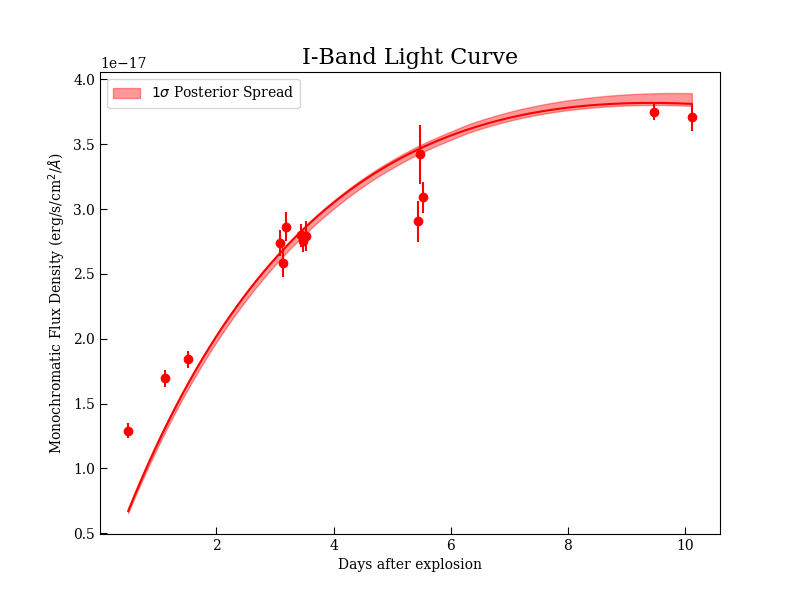 I-Band Light Curve
1e−17
1σ Posterior Spread
4.0
3.5
3.0
2.5
2.0
1.5
1.0
0.5
Monochromatic Flux Density (erg/s/cm²/Å)
2 4 6 8 10
Days after explosion